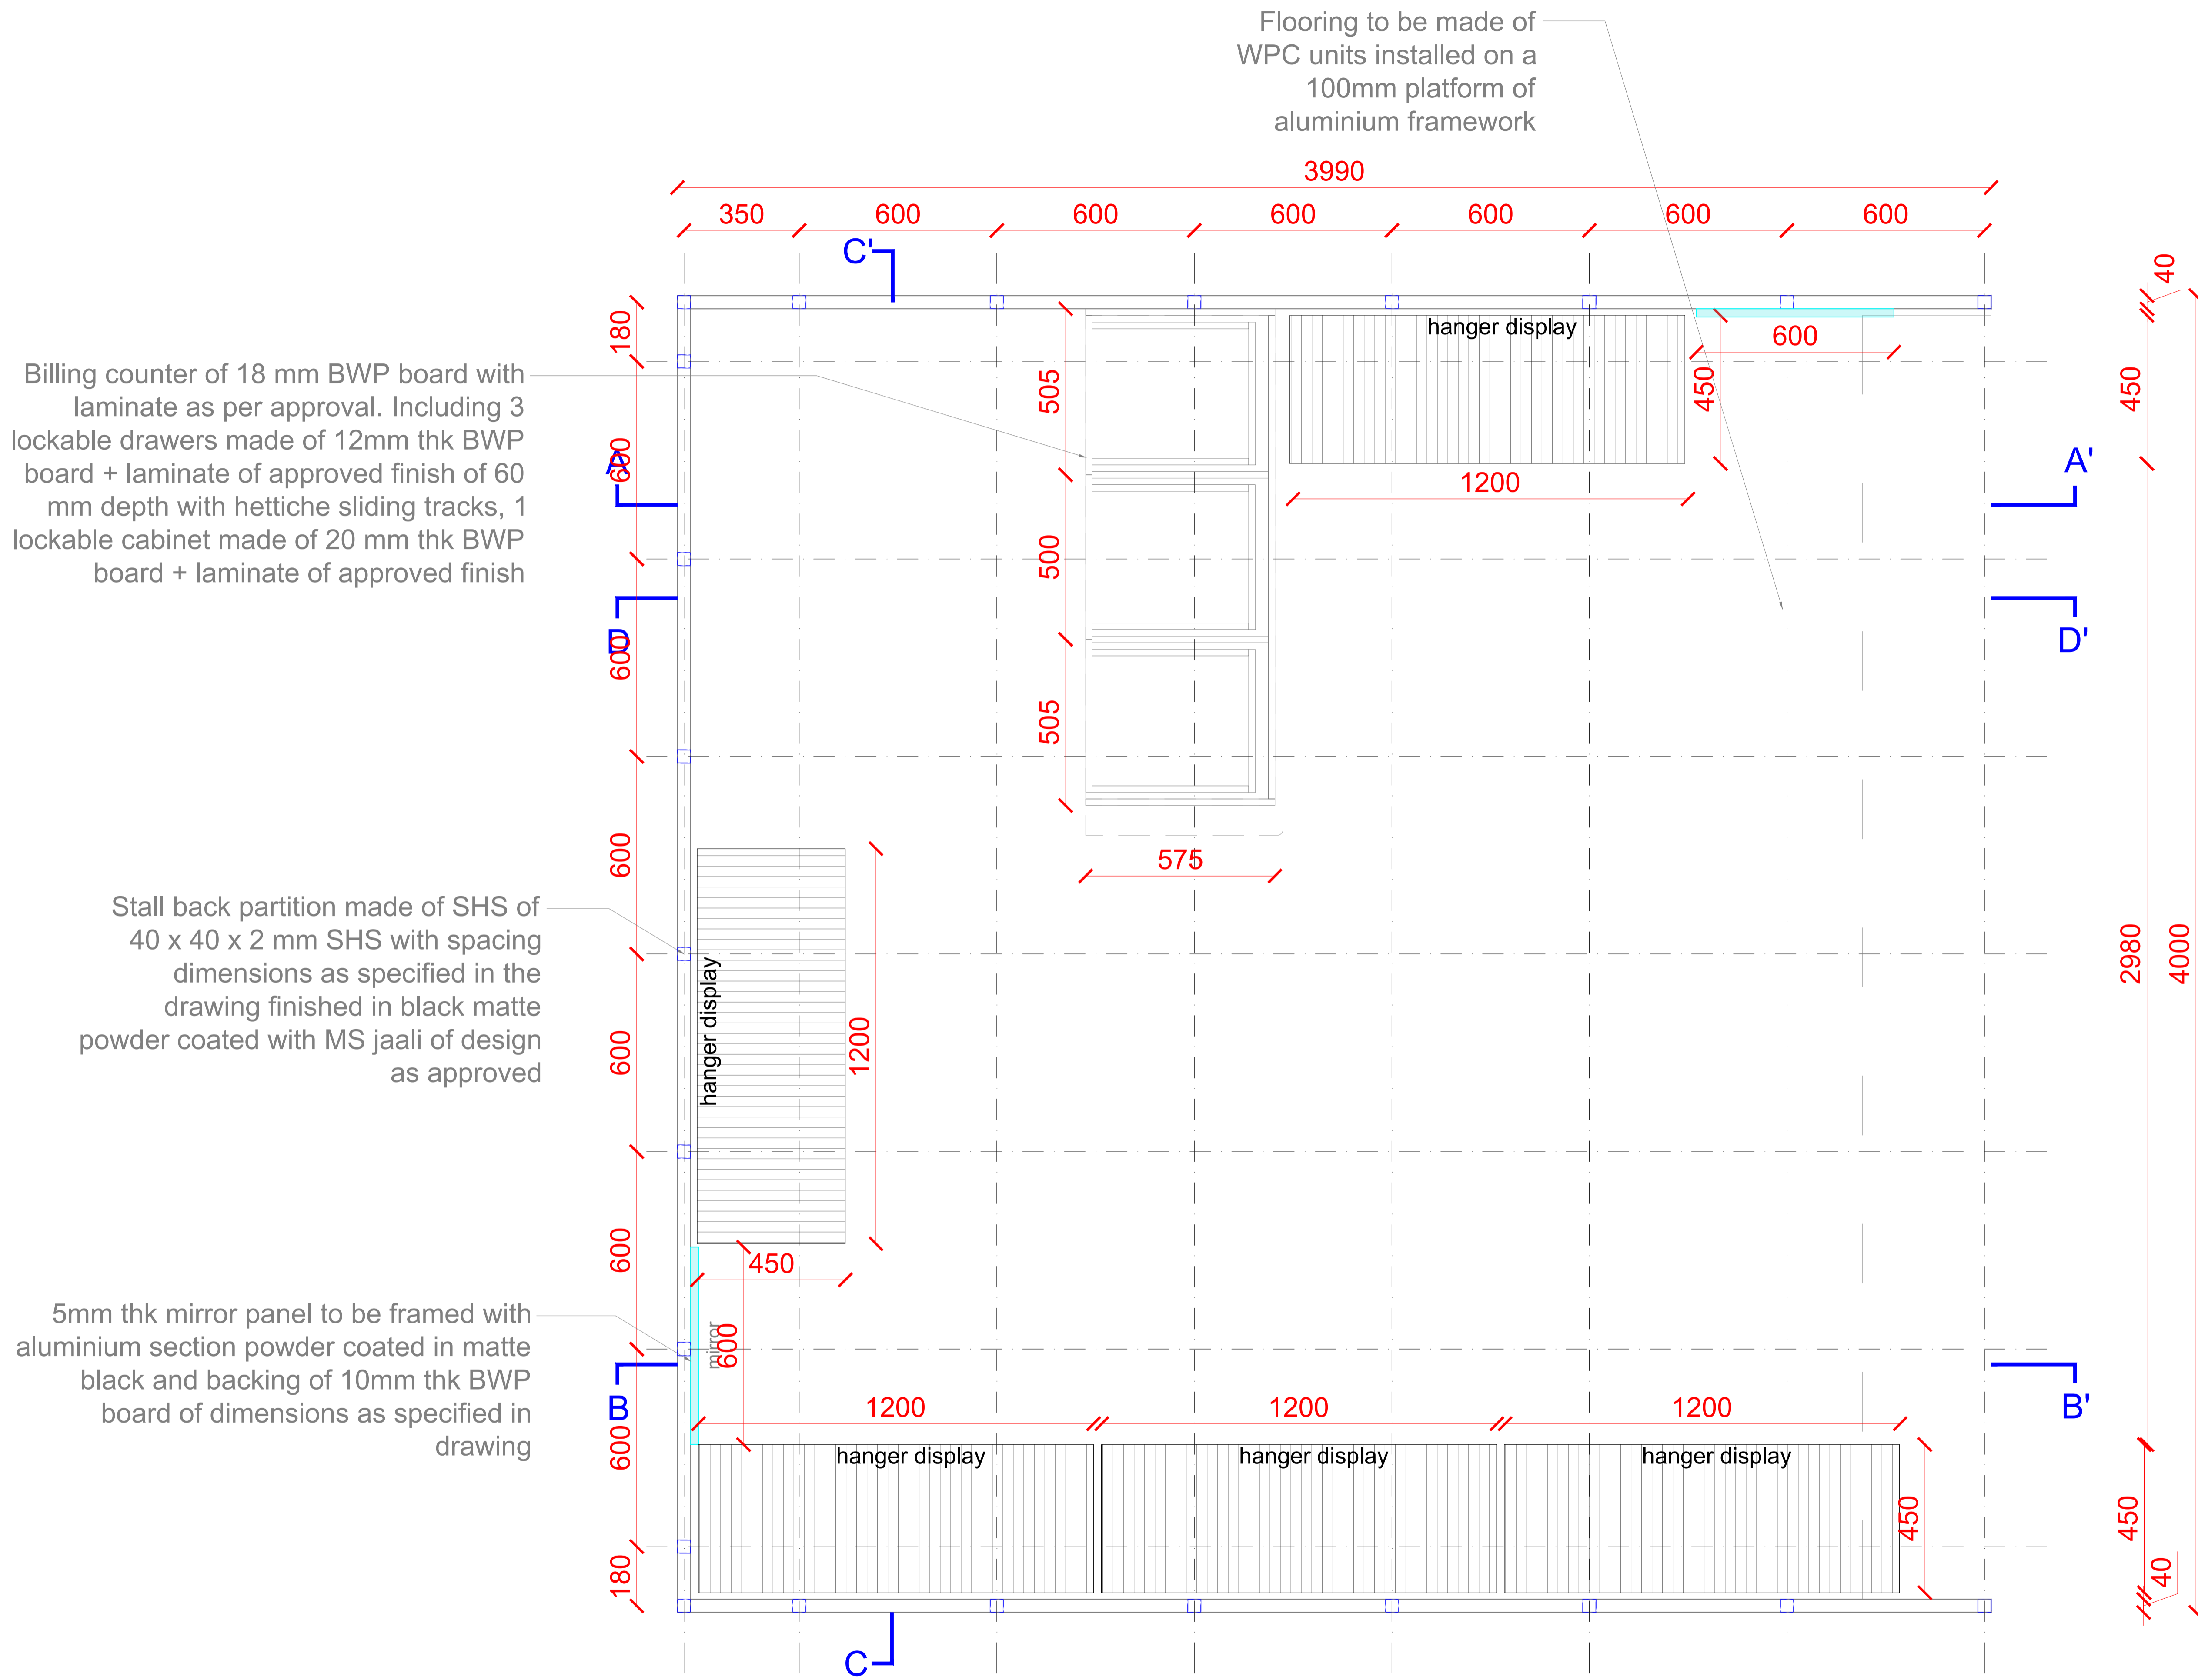 Flooring to be made of
WPC units installed on a
100mm platform of
aluminium framework
3990
350 600 600 600 600 600 600
C'
40
180
hanger display
600
450
450
505
1200
Billing counter of 18 mm BWP board with
laminate as per approval. Including 3
lockable drawers made of 12mm thk BWP
board + laminate of approved finish of 60
mm depth with hettiche sliding tracks, 1
lockable cabinet made of 20 mm thk BWP
board + laminate of approved finish
A
600
A'
500
D
600
D'
505
575
600
Stall back partition made of SHS of
40 x 40 x 2 mm SHS with spacing
dimensions as specified in the
drawing finished in black matte
powder coated with MS jaali of design
as approved
hanger display
1200
2980
4000
600
600
450
5mm thk mirror panel to be framed with
aluminium section powder coated in matte
black and backing of 10mm thk BWP
board of dimensions as specified in
drawing
mirror
600
B
B'
600
1200 1200 1200
hanger display hanger display hanger display
450
450
180
40
C